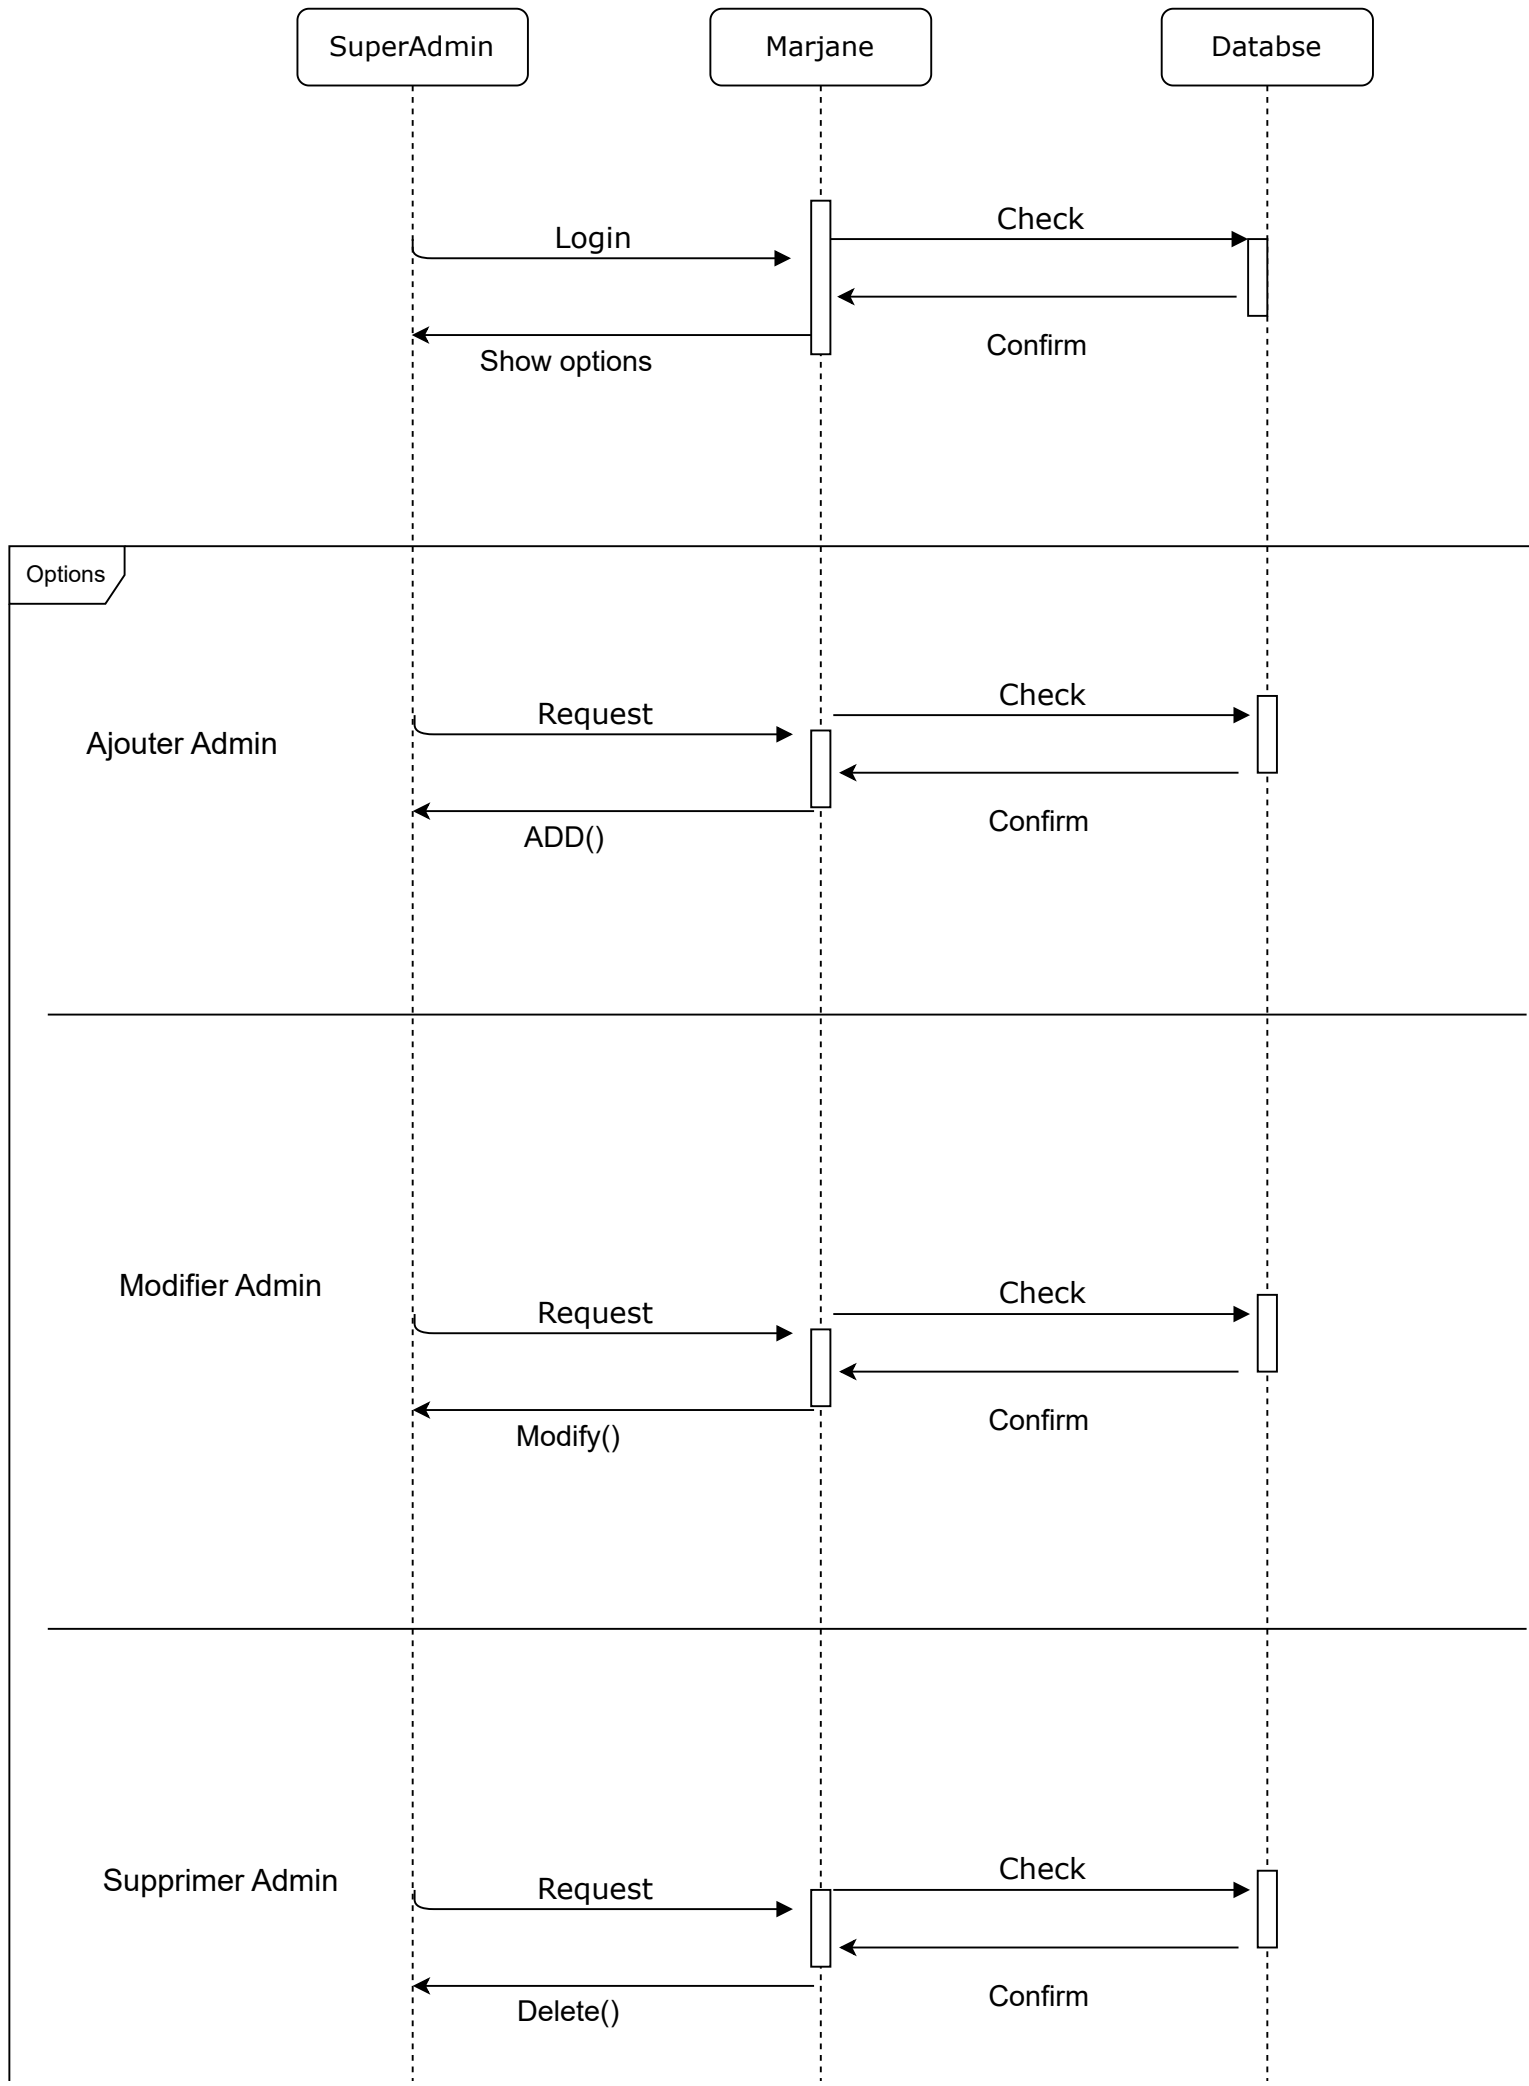 SuperAdmin
Marjane
Databse
Check
Login
Confirm
Show options
Options
Check
Request
Ajouter Admin
Confirm
ADD()
Modifier Admin
Check
Request
Confirm
Modify()
Check
Supprimer Admin
Request
Confirm
Delete()